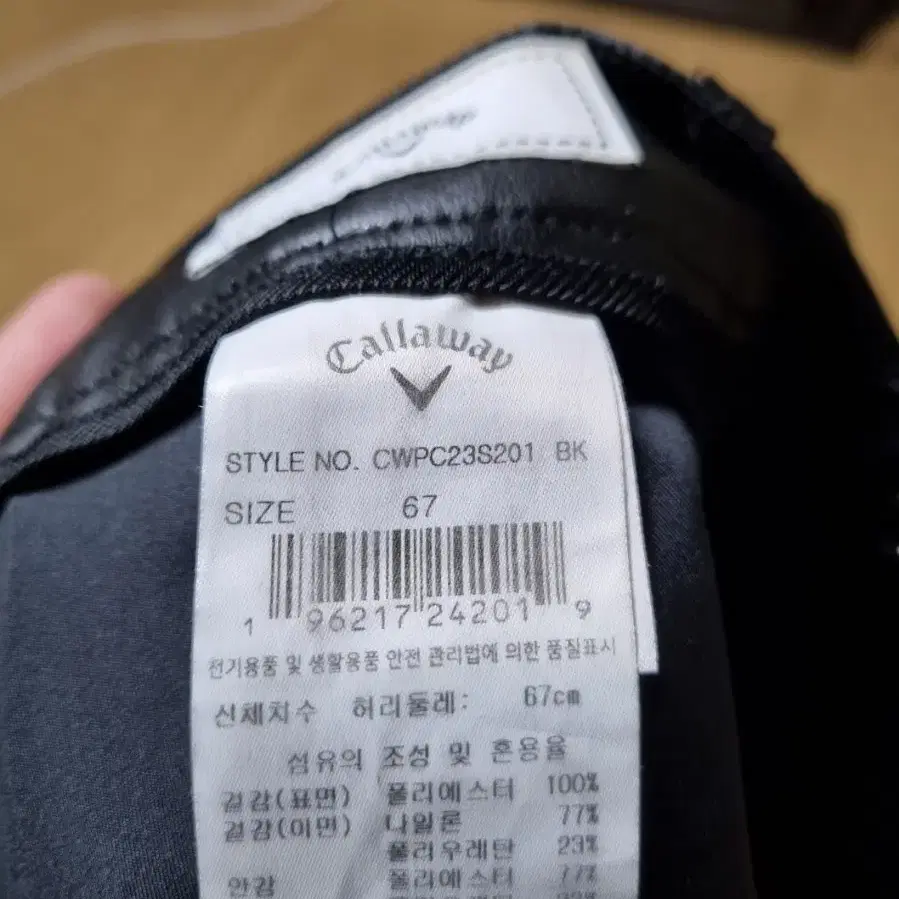 Callaway
STYLE NO. CWPC23S201 BK
SIZE 67
1 96217 24201 9
전기용품 및 생활용품 안전 관리법에 의한 품질표시
신체치수 허리둘레: 67cm
섬유의 조성 및 혼용율
겉감(표면) 폴리에스터 100%
겉감(이면) 나일론 77%
폴리우레탄 23%
안감 폴리에스터 77%